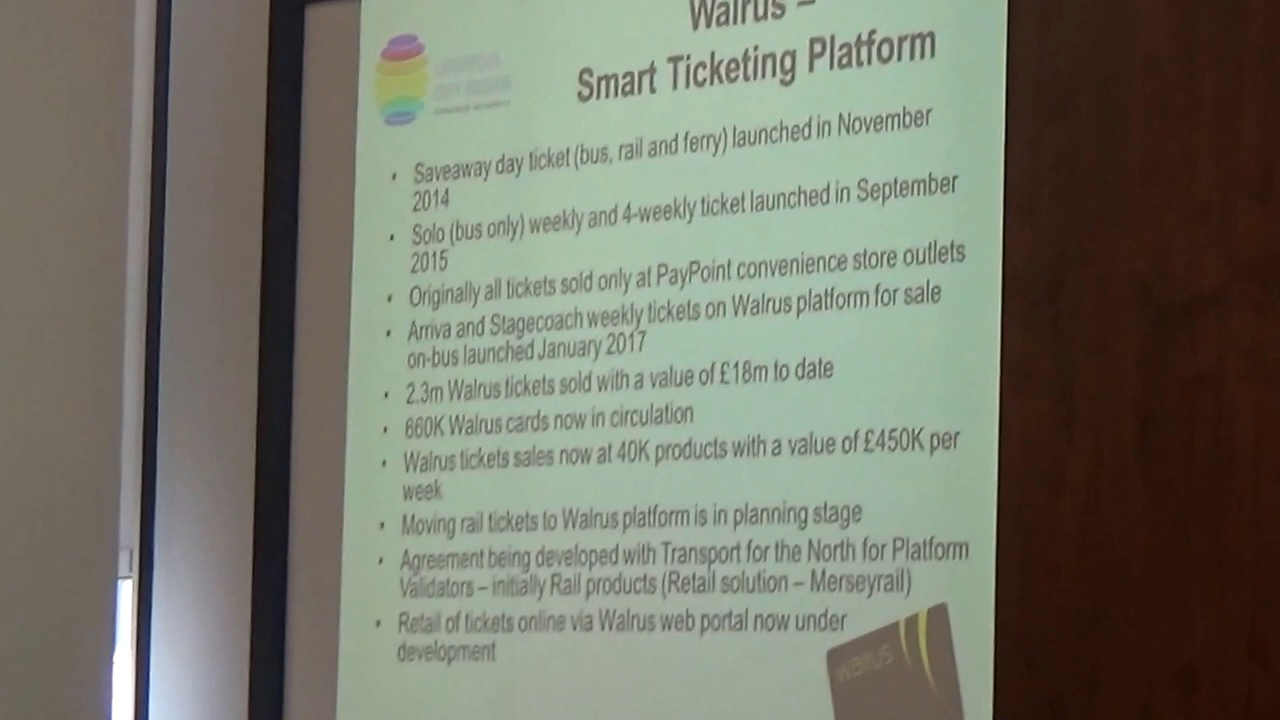 Walrus –
Smart Ticketing Platform
• Saveaway day ticket (bus, rail and ferry) launched in November
2014
• Solo (bus only) weekly and 4-weekly ticket launched in September
2015
• Originally all tickets sold only at PayPoint convenience store outlets
• Arriva and Stagecoach weekly tickets on Walrus platform for sale
on-bus launched January 2017
• 2.3m Walrus tickets sold with a value of £18m to date
• 660K Walrus cards now in circulation
• Walrus tickets sales now at 40K products with a value of £450K per
week
• Moving rail tickets to Walrus platform is in planning stage
• Agreement being developed with Transport for the North for Platform
Validators – initially Rail products (Retail solution – Merseyrail)
• Retail of tickets online via Walrus web portal now under
development
walrus